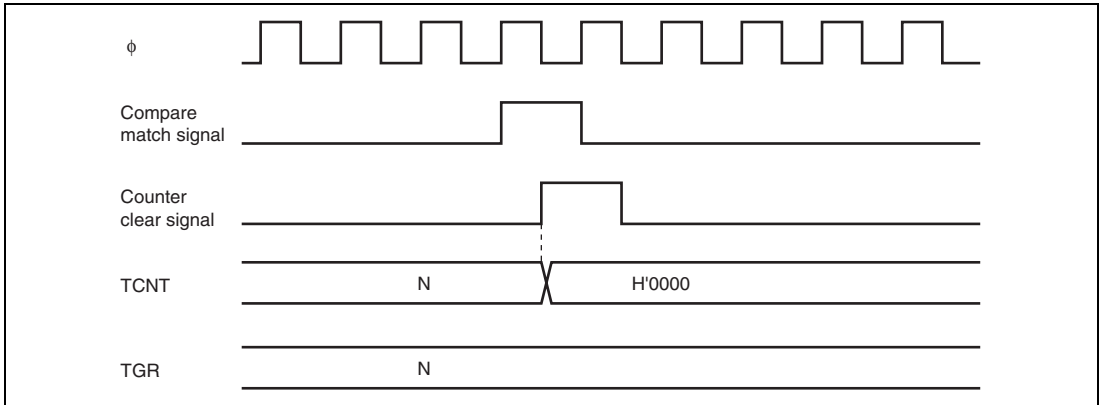 ϕ
Compare
match signal
Counter
clear signal
TCNT
N
H'0000
TGR
N